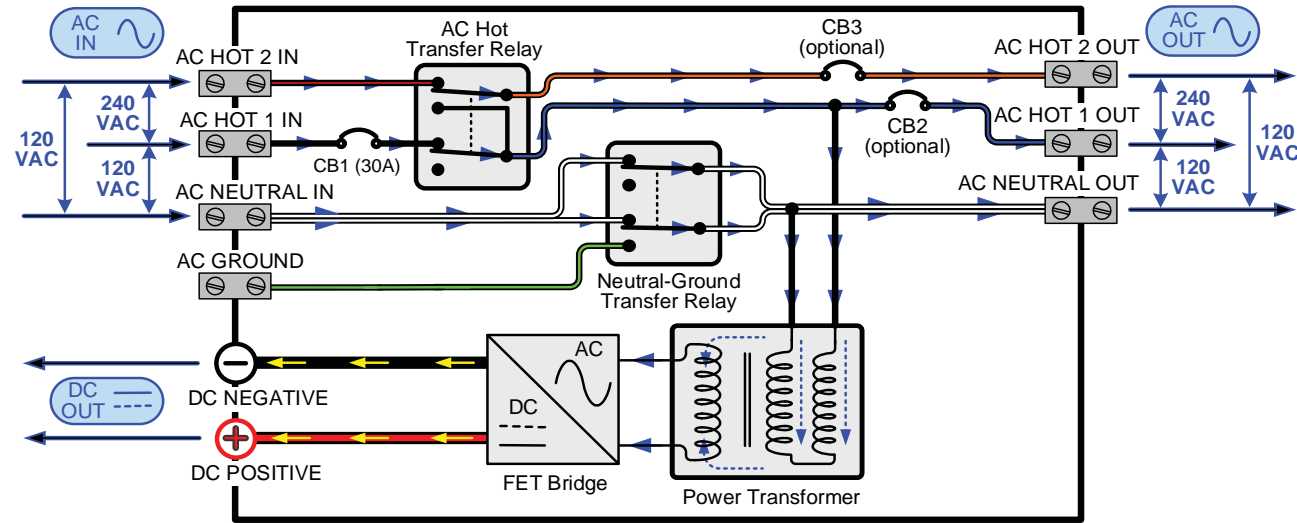 AC
IN
AC HOT 2 IN
240
VAC
AC HOT 1 IN
120
VAC
120
VAC
AC NEUTRAL IN
AC GROUND
AC Hot
Transfer Relay
CB1 (30A)
CB3
(optional)
CB2
(optional)
Neutral-Ground
Transfer Relay
AC
OUT
AC HOT 2 OUT
240
VAC
AC HOT 1 OUT
120
VAC
120
VAC
AC NEUTRAL OUT
−
DC NEGATIVE
DC
OUT
+
DC POSITIVE
AC
DC
FET Bridge
Power Transformer